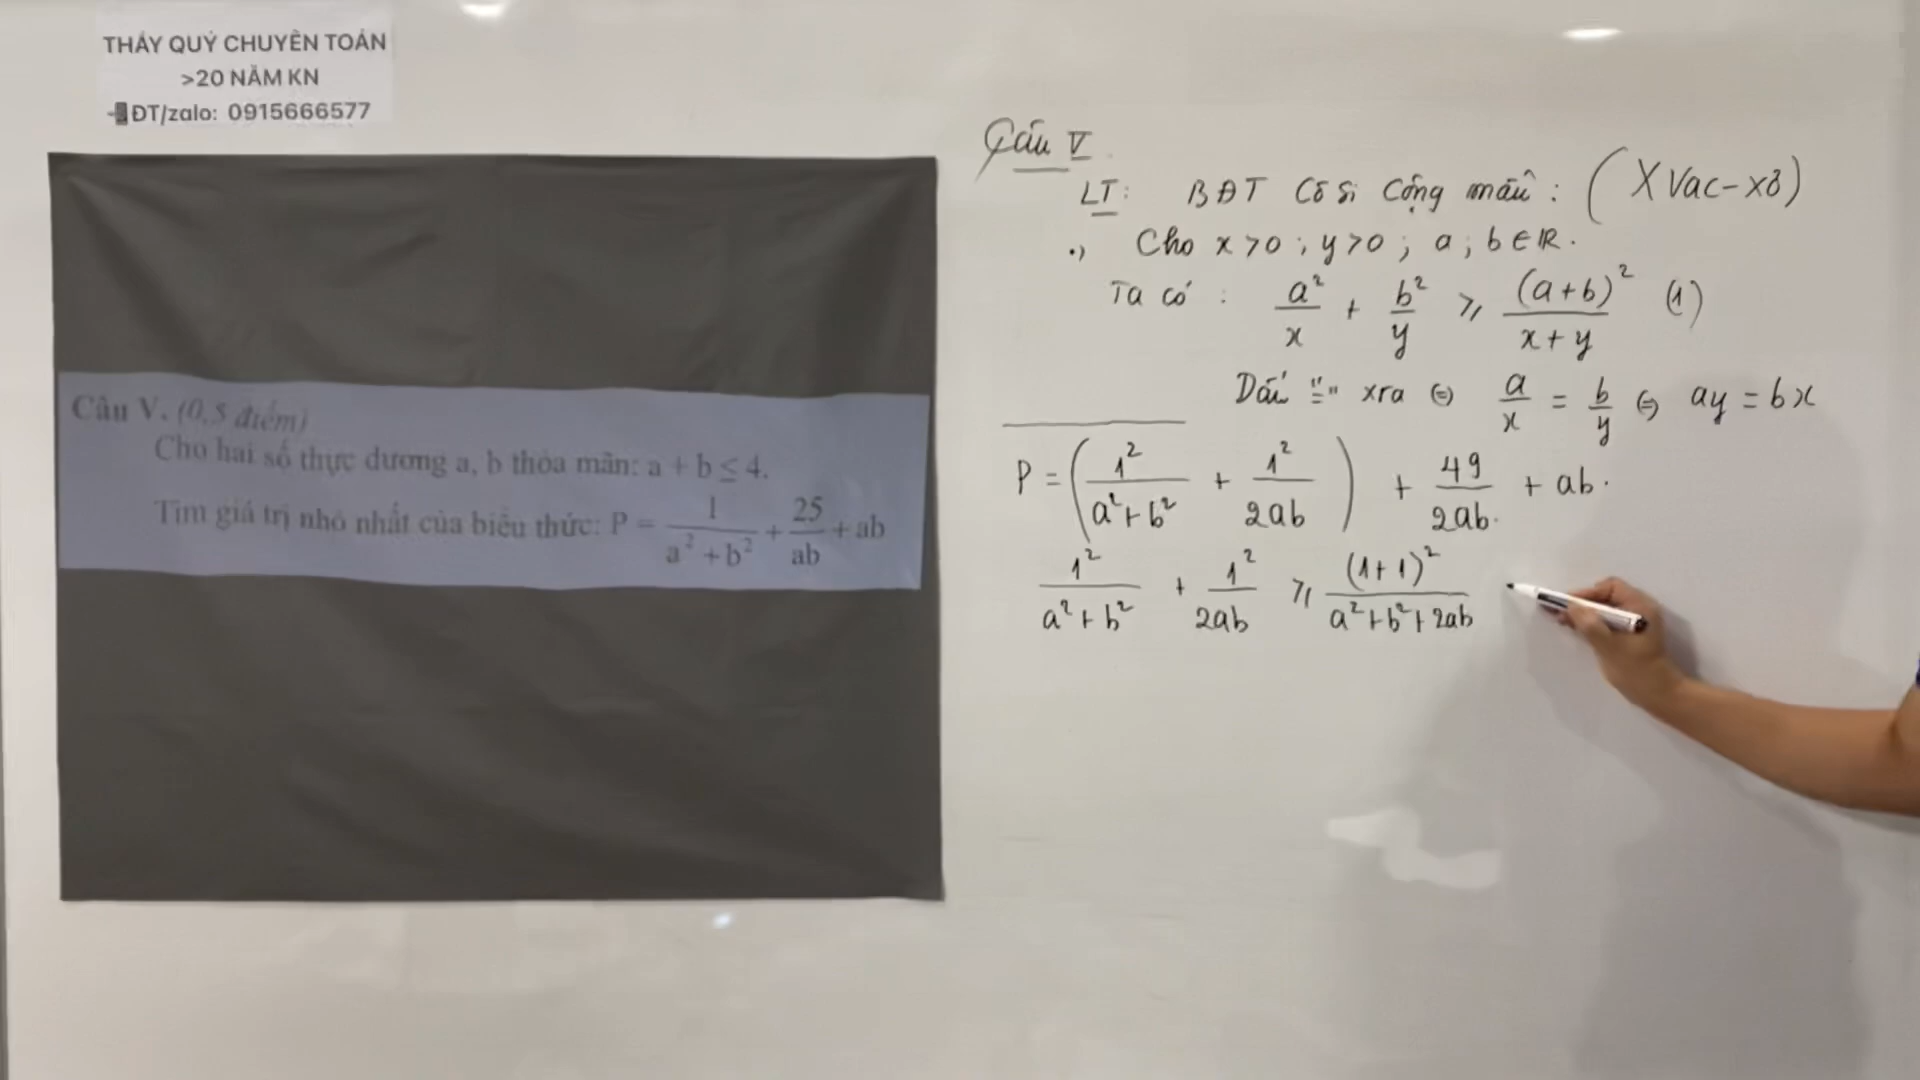 THẦY QUÝ CHUYÊN TOÁN
>20 NĂM KN
ĐT/zalo: 0915666577
Câu V. (0,5 điểm)
Cho hai số thực dương a, b thỏa mãn: a + b ≤ 4.
Tìm giá trị nhỏ nhất của biểu thức: P = 1/(a² + b²) + 25/ab + ab
Câu V
LT: BĐT Cô Si Cộng mẫu: (Xvac-xơ)
., Cho x > 0; y > 0; a; b ∈ R.
Ta có: a²/x + b²/y ≥ (a+b)²/(x+y) (1)
Dấu "=" xra ⇔ a/x = b/y ⇔ ay = bx
P = (1²/(a²+b²) + 1²/2ab) + 49/2ab + ab.
1²/(a²+b²) + 1²/2ab ≥ (1+1)²/(a²+b²+2ab)